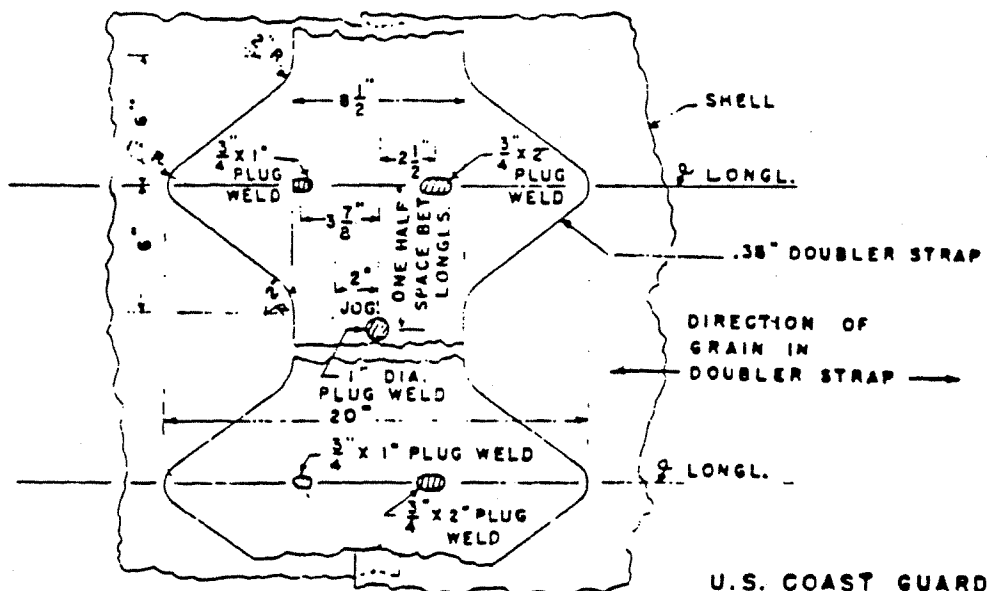 8 1/2"
SHELL
6"
3/4" X 1"
PLUG
WELD
2 1/2"
3/4" X 2"
PLUG
WELD
LONGL.
3 7/8"
ONE HALF
SPACE BET
LONGLS.
6"
.38" DOUBLER STRAP
2"
JOG
DIRECTION OF
GRAIN IN
DOUBLER STRAP
1" DIA.
PLUG WELD
20"
3/4" X 1" PLUG WELD
LONGL.
3/4" X 2" PLUG
WELD
U.S. COAST GUARD